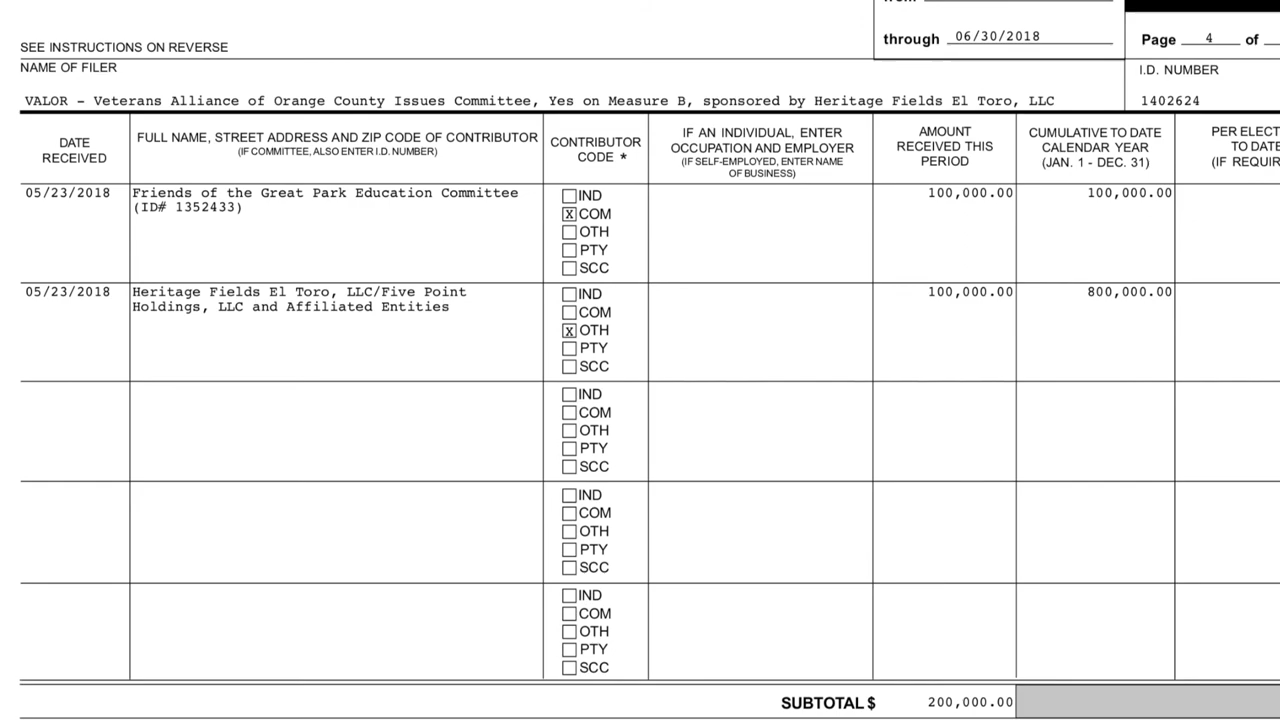 through 06/30/2018
Page 4 of
SEE INSTRUCTIONS ON REVERSE
NAME OF FILER
I.D. NUMBER
VALOR - Veterans Alliance of Orange County Issues Committee, Yes on Measure B, sponsored by Heritage Fields El Toro, LLC
1402624
DATE
RECEIVED
FULL NAME, STREET ADDRESS AND ZIP CODE OF CONTRIBUTOR
(IF COMMITTEE, ALSO ENTER I.D. NUMBER)
CONTRIBUTOR
CODE *
IF AN INDIVIDUAL, ENTER
OCCUPATION AND EMPLOYER
(IF SELF-EMPLOYED, ENTER NAME
OF BUSINESS)
AMOUNT
RECEIVED THIS
PERIOD
CUMULATIVE TO DATE
CALENDAR YEAR
(JAN. 1 - DEC. 31)
PER ELECT
TO DATE
(IF REQUIR
05/23/2018
Friends of the Great Park Education Committee
(ID# 1352433)
IND
X COM
OTH
PTY
SCC
100,000.00
100,000.00
05/23/2018
Heritage Fields El Toro, LLC/Five Point
Holdings, LLC and Affiliated Entities
IND
COM
X OTH
PTY
SCC
100,000.00
800,000.00
IND
COM
OTH
PTY
SCC
IND
COM
OTH
PTY
SCC
IND
COM
OTH
PTY
SCC
SUBTOTAL $ 200,000.00